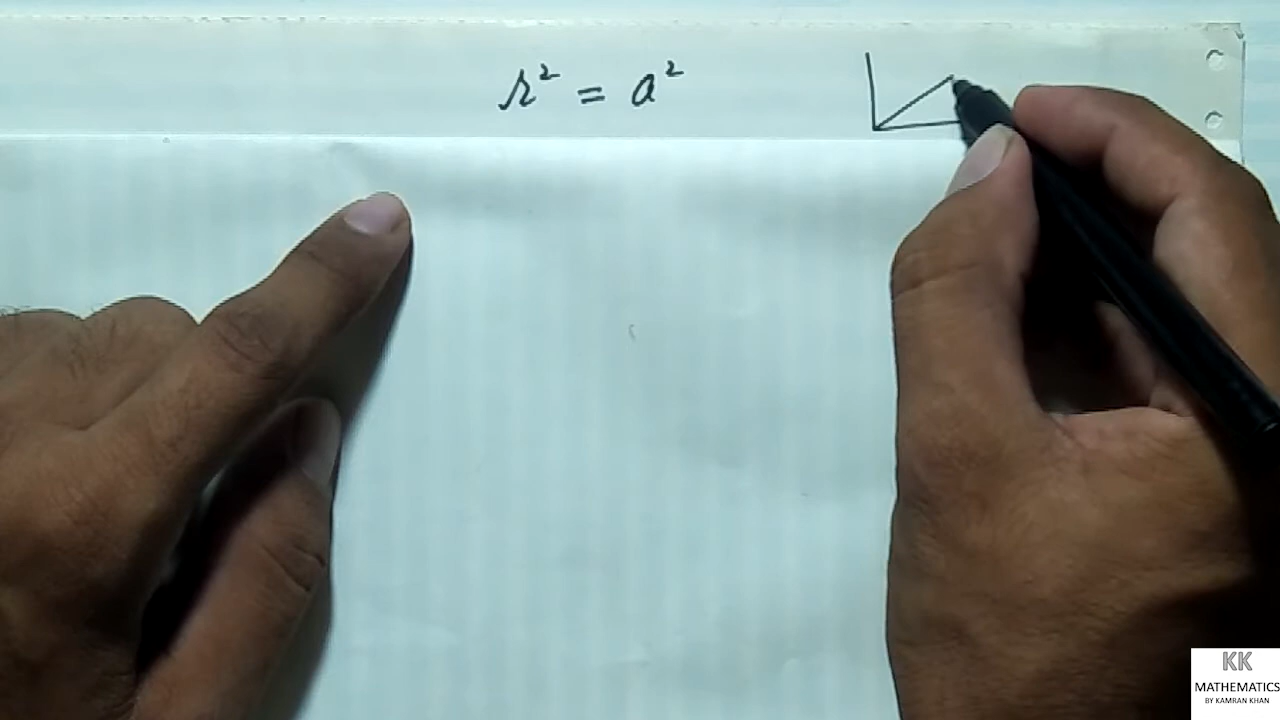 r² = a²
KK
MATHEMATICS
BY KAMRAN KHAN